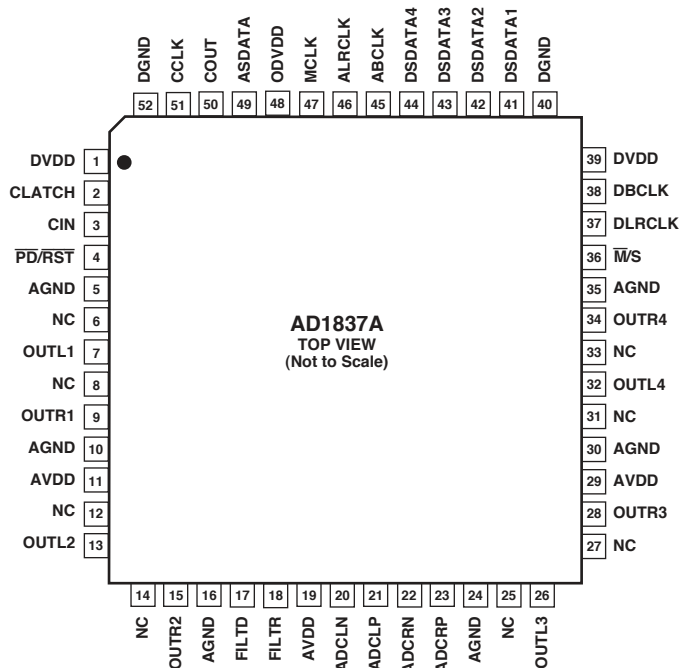 DGND
CCLK
COUT
ASDATA
ODVDD
MCLK
ALRCLK
ABCLK
DSDATA4
DSDATA3
DSDATA2
DSDATA1
DGND
52 51 50 49 48 47 46 45 44 43 42 41 40
DVDD 1
CLATCH 2
CIN 3
PD/RST 4
AGND 5
NC 6
OUTL1 7
NC 8
OUTR1 9
AGND 10
AVDD 11
NC 12
OUTL2 13
AD1837A
TOP VIEW
(Not to Scale)
39 DVDD
38 DBCLK
37 DLRCLK
36 M/S
35 AGND
34 OUTR4
33 NC
32 OUTL4
31 NC
30 AGND
29 AVDD
28 OUTR3
27 NC
14 15 16 17 18 19 20 21 22 23 24 25 26
NC
OUTR2
AGND
FILTD
FILTR
AVDD
ADCLN
ADCLP
ADCRN
ADCRP
AGND
NC
OUTL3